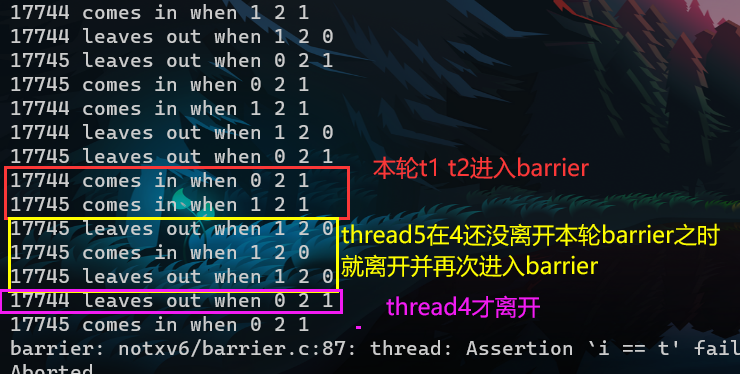 17744 comes in when 1 2 1
17744 leaves out when 1 2 0
17745 leaves out when 0 2 1
17745 comes in when 0 2 1
17744 comes in when 1 2 1
17744 leaves out when 1 2 0
17745 leaves out when 0 2 1
17744 comes in when 0 2 1
本轮t1 t2进入barrier
17745 comes in when 1 2 1
17745 leaves out when 1 2 0
thread5在4还没离开本轮barrier之时
17745 comes in when 1 2 0
就离开并再次进入barrier
17745 leaves out when 1 2 0
17744 leaves out when 0 2 1
thread4才离开
17745 comes in when 0 2 1
barrier: notxv6/barrier.c:87: thread: Assertion `i == t' fail
Aborted